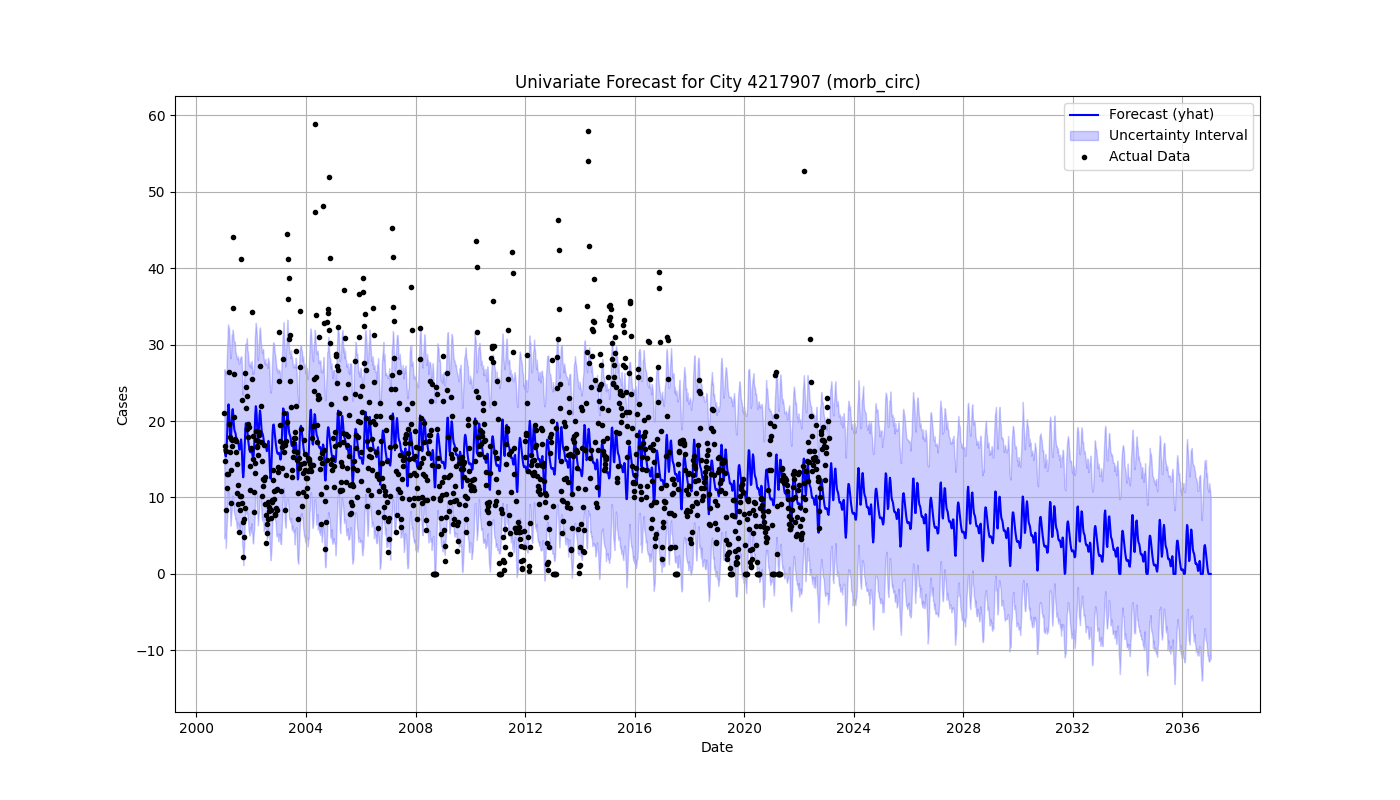 Univariate Forecast for City 4217907 (morb_circ)
Forecast (yhat)
Uncertainty Interval
Actual Data
Cases
60
50
40
30
20
10
0
−10
2000 2004 2008 2012 2016 2020 2024 2028 2032 2036
Date